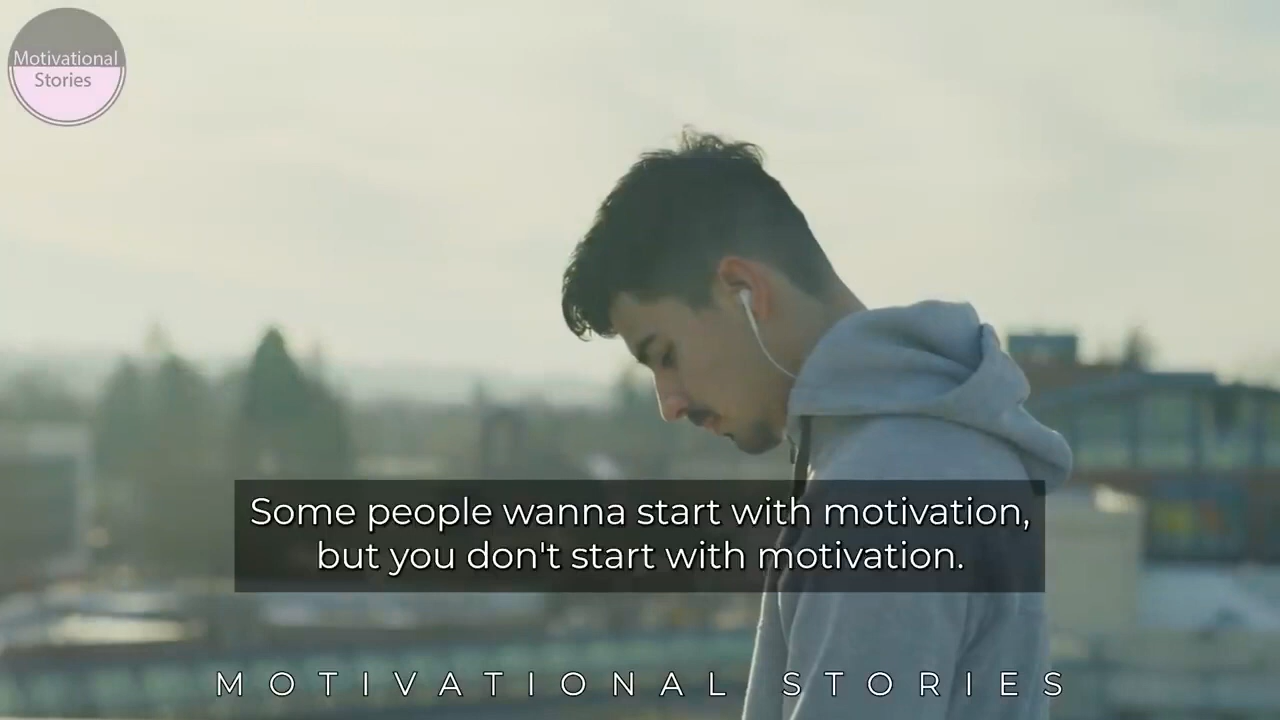 Motivational
Stories
Some people wanna start with motivation,
but you don't start with motivation.
MOTIVATIONAL STORIES